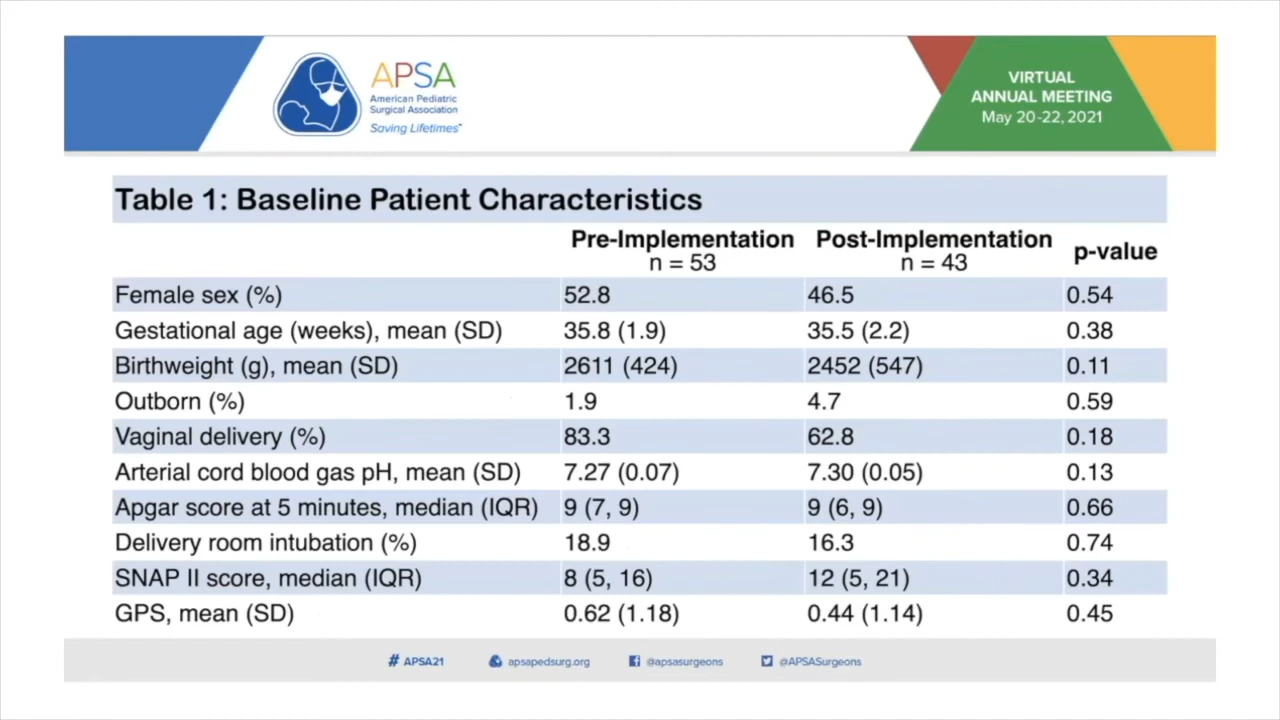 APSA
American Pediatric
Surgical Association
Saving Lifetimes™
VIRTUAL
ANNUAL MEETING
May 20-22, 2021
Table 1: Baseline Patient Characteristics
Pre-Implementation Post-Implementation p-value
n = 53 n = 43
Female sex (%) 52.8 46.5 0.54
Gestational age (weeks), mean (SD) 35.8 (1.9) 35.5 (2.2) 0.38
Birthweight (g), mean (SD) 2611 (424) 2452 (547) 0.11
Outborn (%) 1.9 4.7 0.59
Vaginal delivery (%) 83.3 62.8 0.18
Arterial cord blood gas pH, mean (SD) 7.27 (0.07) 7.30 (0.05) 0.13
Apgar score at 5 minutes, median (IQR) 9 (7, 9) 9 (6, 9) 0.66
Delivery room intubation (%) 18.9 16.3 0.74
SNAP II score, median (IQR) 8 (5, 16) 12 (5, 21) 0.34
GPS, mean (SD) 0.62 (1.18) 0.44 (1.14) 0.45
# APSA21 apsapedsurg.org @apsasurgeons @APSASurgeons